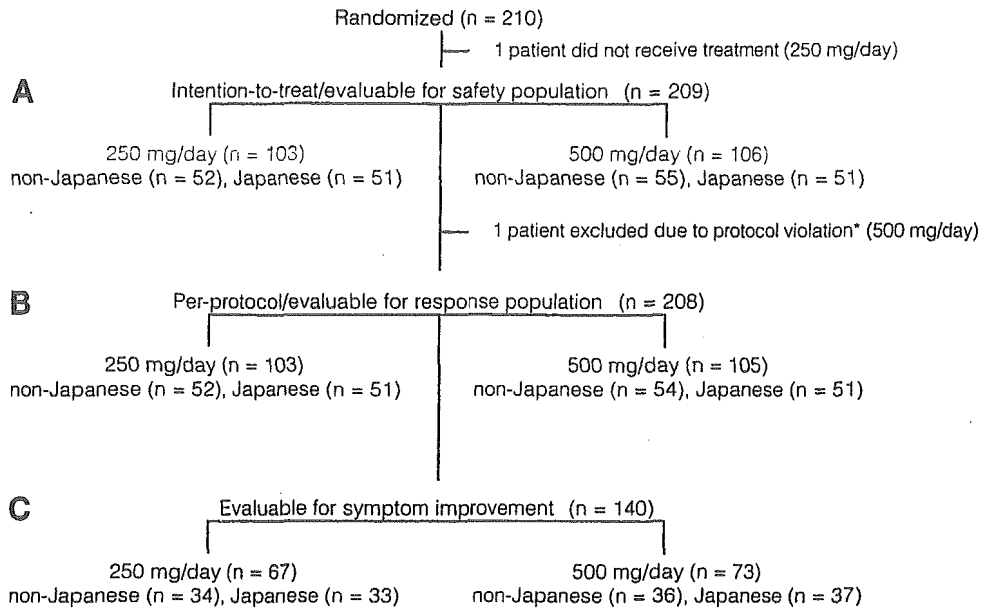 Randomized (n = 210)
1 patient did not receive treatment (250 mg/day)
A
Intention-to-treat/evaluable for safety population (n = 209)
250 mg/day (n = 103)
500 mg/day (n = 106)
non-Japanese (n = 52), Japanese (n = 51)
non-Japanese (n = 55), Japanese (n = 51)
1 patient excluded due to protocol violation* (500 mg/day)
B
Per-protocol/evaluable for response population (n = 208)
250 mg/day (n = 103)
500 mg/day (n = 105)
non-Japanese (n = 52), Japanese (n = 51)
non-Japanese (n = 54), Japanese (n = 51)
C
Evaluable for symptom improvement (n = 140)
250 mg/day (n = 67)
500 mg/day (n = 73)
non-Japanese (n = 34), Japanese (n = 33)
non-Japanese (n = 36), Japanese (n = 37)